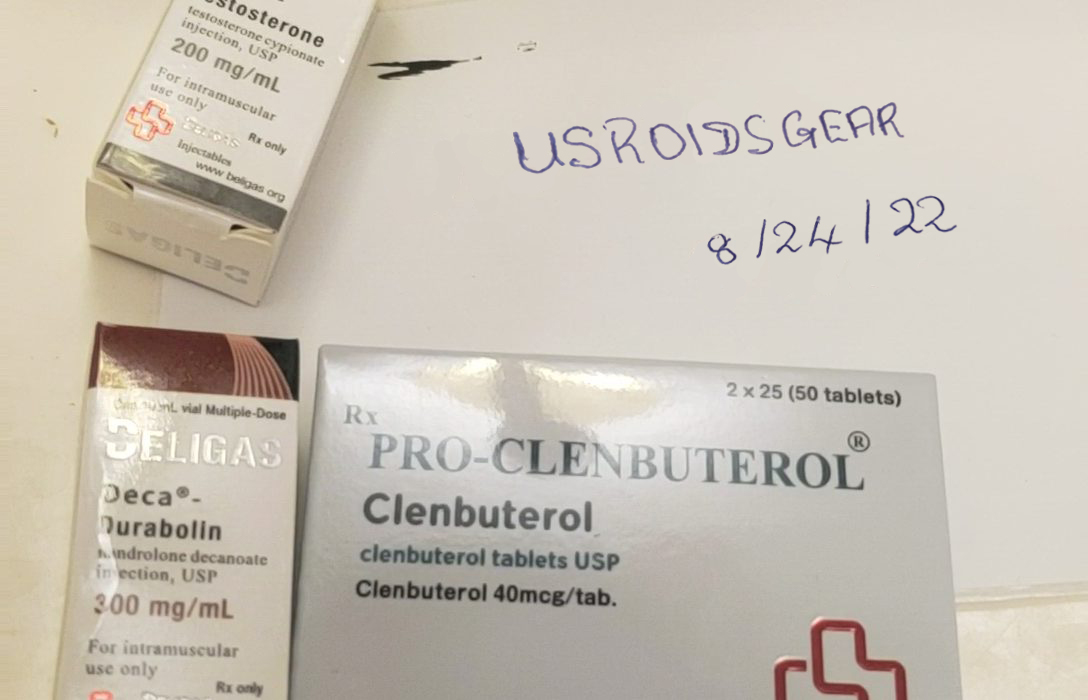 testosterone cypionate
injection, USP
200 mg/mL
For intramuscular
use only
BELIGAS Rx only
Injectables
www.beligas.org
BELIGAS
USROIDSGEAR
8/24/22
vial Multiple-Dose
BELIGAS
Deca®-
Durabolin
Nandrolone decanoate
injection, USP
300 mg/mL
For intramuscular
use only
Rx only
2 x 25 (50 tablets)
Rx
PRO-CLENBUTEROL®
Clenbuterol
clenbuterol tablets USP
Clenbuterol 40mcg/tab.